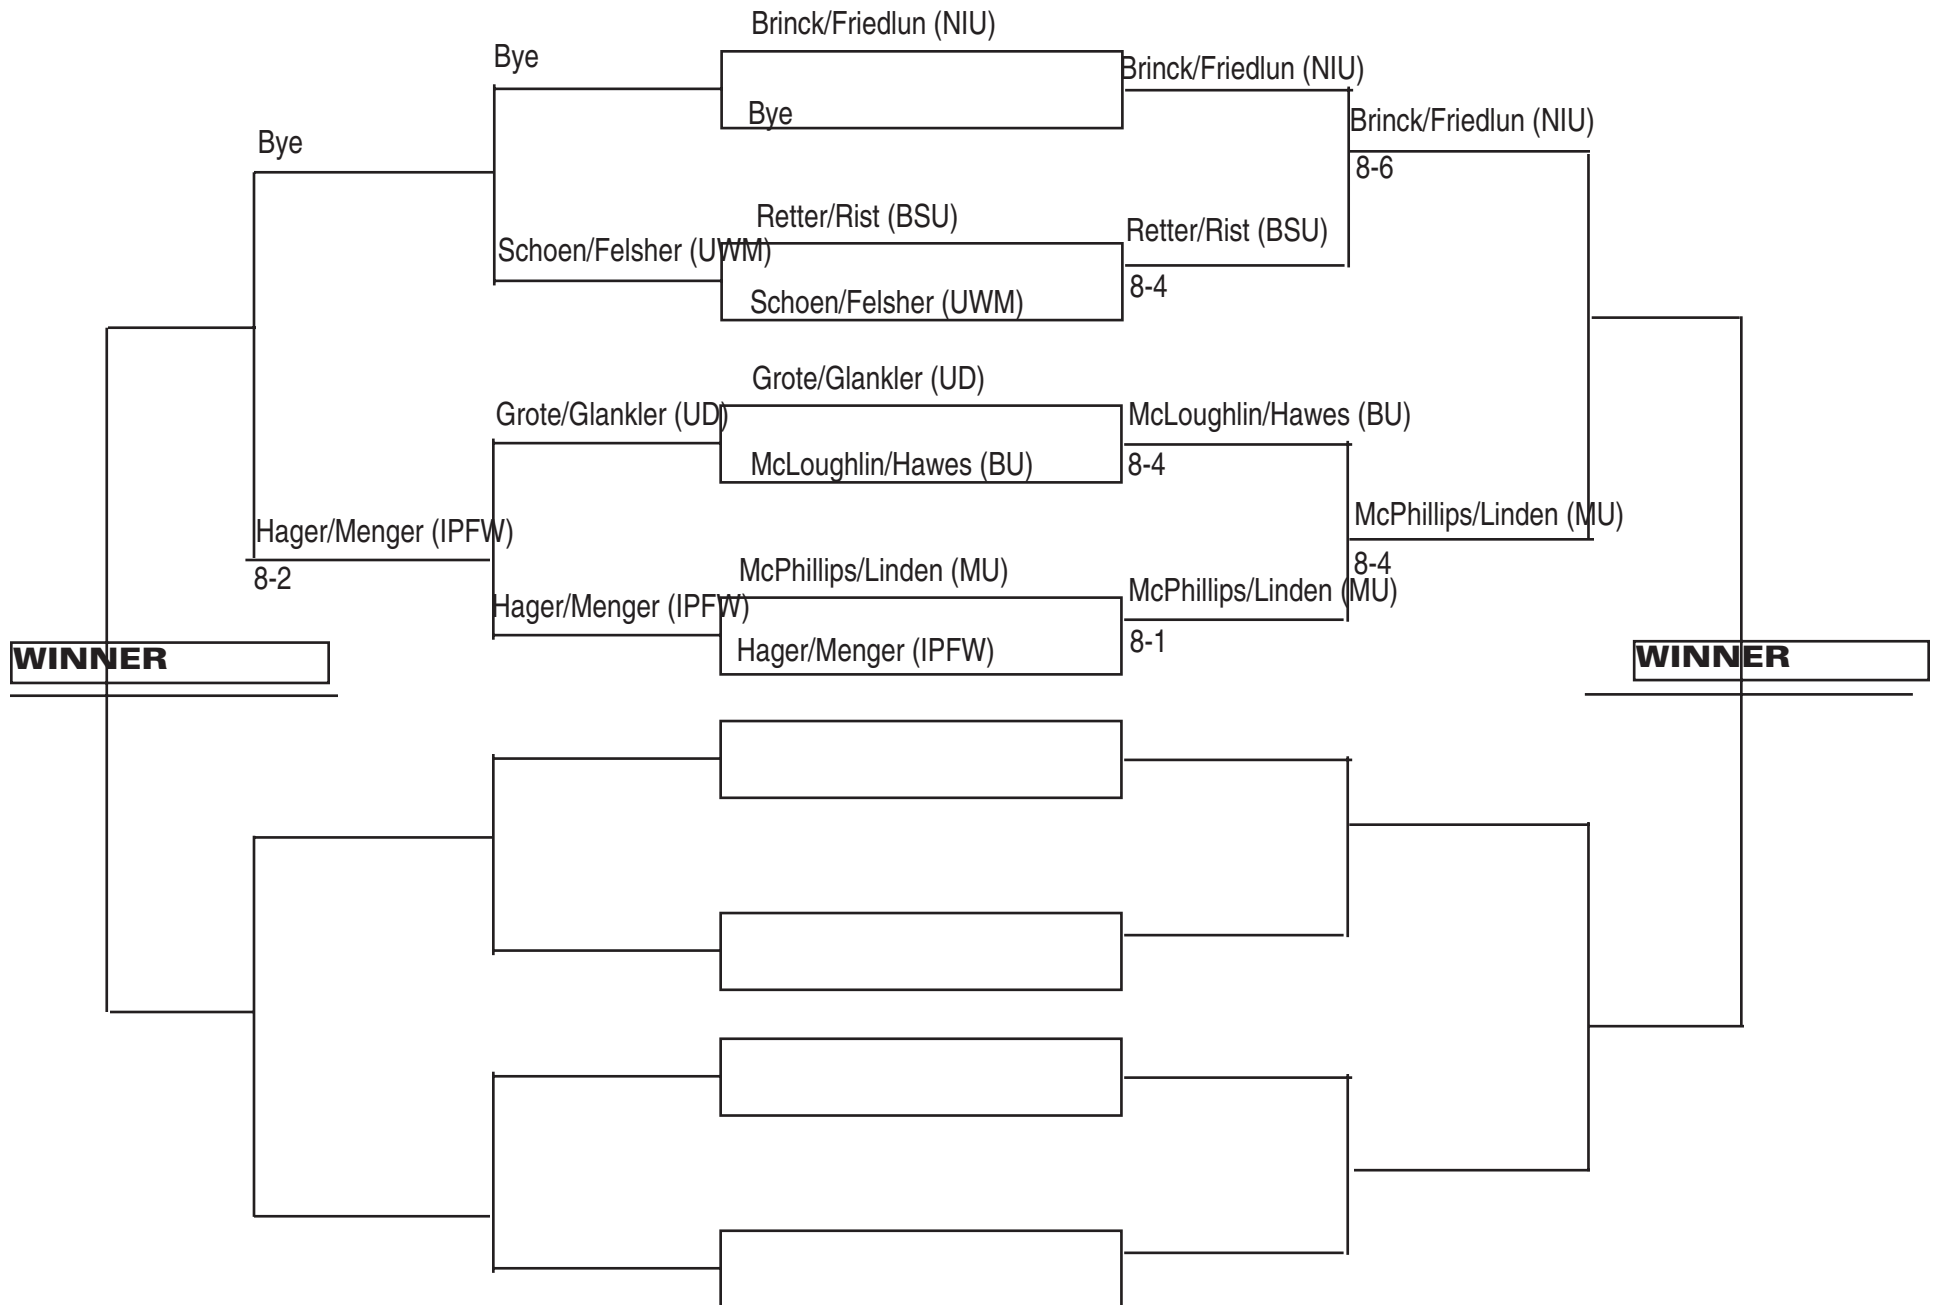 Brinck/Friedlun (NIU)
Bye
Brinck/Friedlun (NIU)
Bye
Brinck/Friedlun (NIU)
Bye
8-6
Retter/Rist (BSU)
Retter/Rist (BSU)
Schoen/Felsher (UWM)
8-4
Schoen/Felsher (UWM)
Grote/Glankler (UD)
Grote/Glankler (UD)
McLoughlin/Hawes (BU)
McLoughlin/Hawes (BU)
8-4
McPhillips/Linden (MU)
Hager/Menger (IPFW)
8-4
8-2
McPhillips/Linden (MU)
McPhillips/Linden (MU)
Hager/Menger (IPFW)
8-1
Hager/Menger (IPFW)
WINNER
WINNER